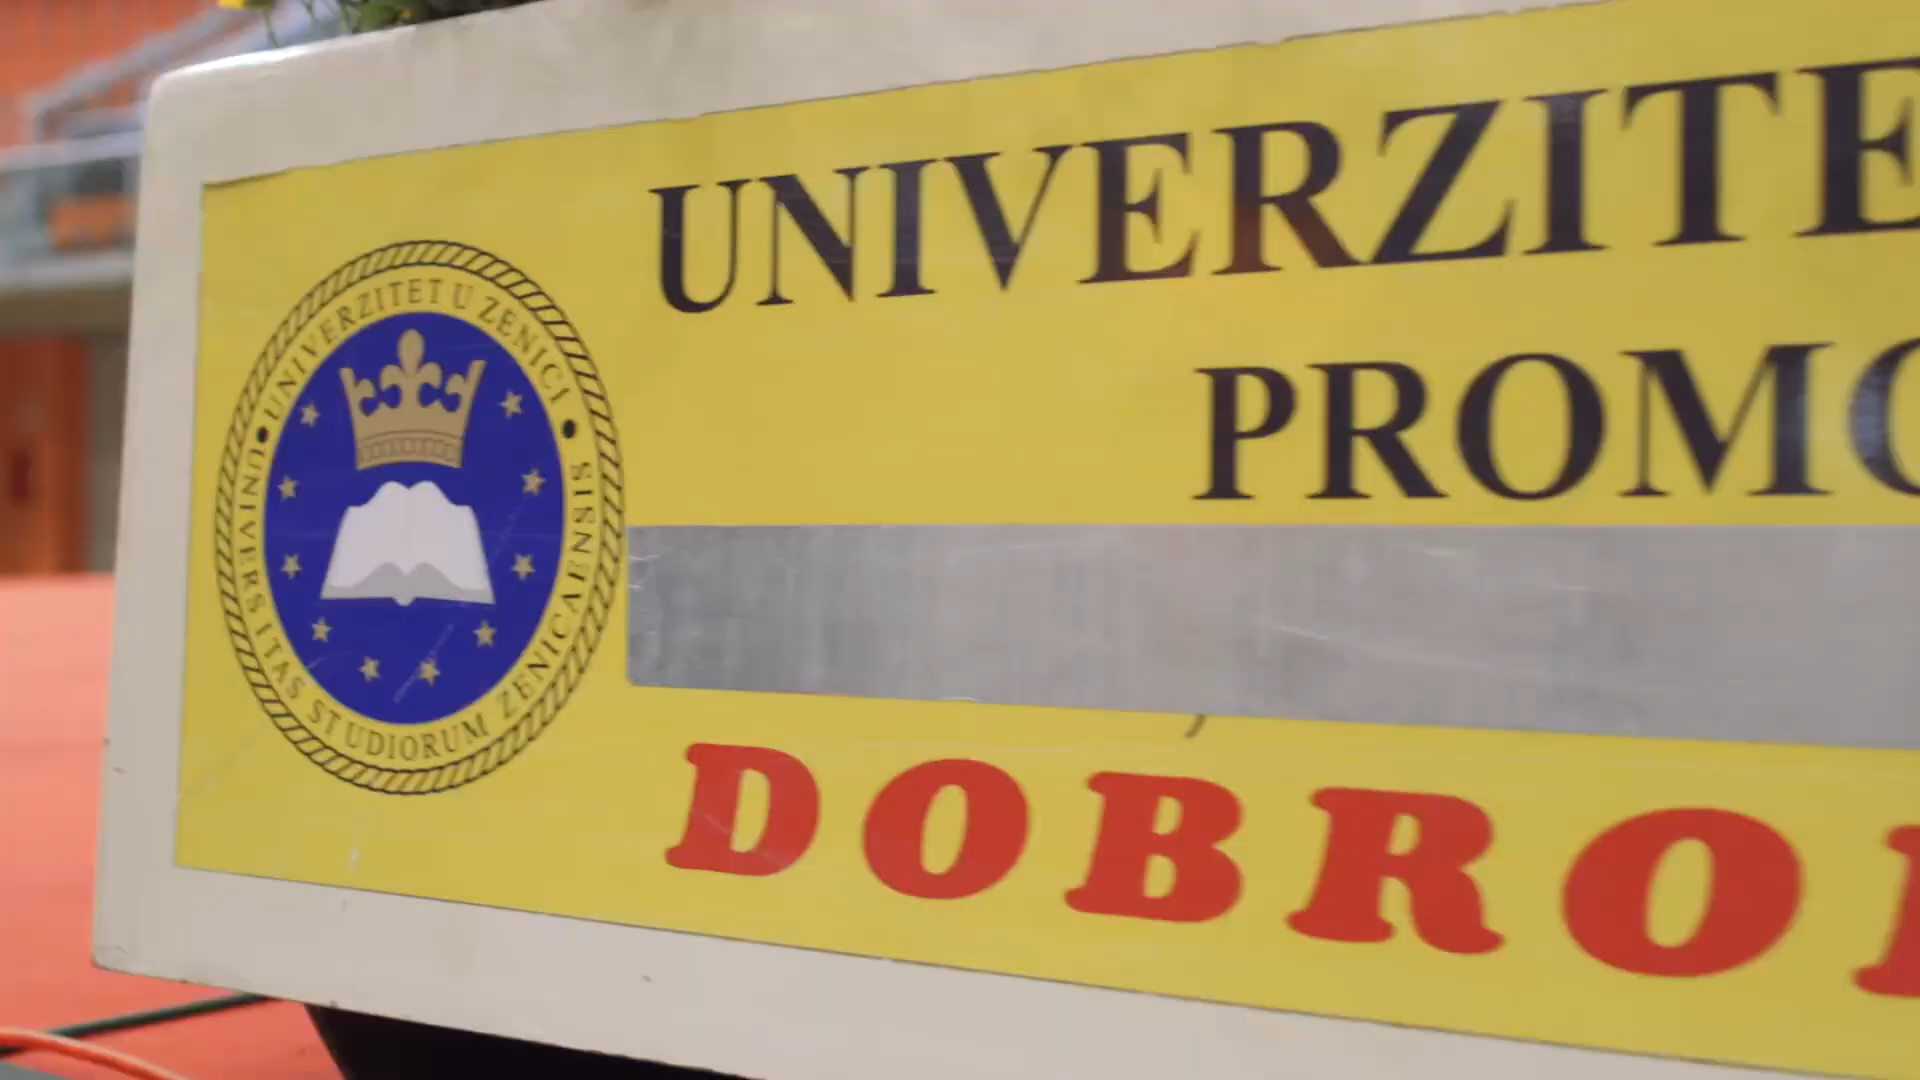 UNIVERZITET U ZENICI
UNIVERSITAS STUDIORUM ZENICAENSIS
UNIVERZITE
PROMO
DOBRO